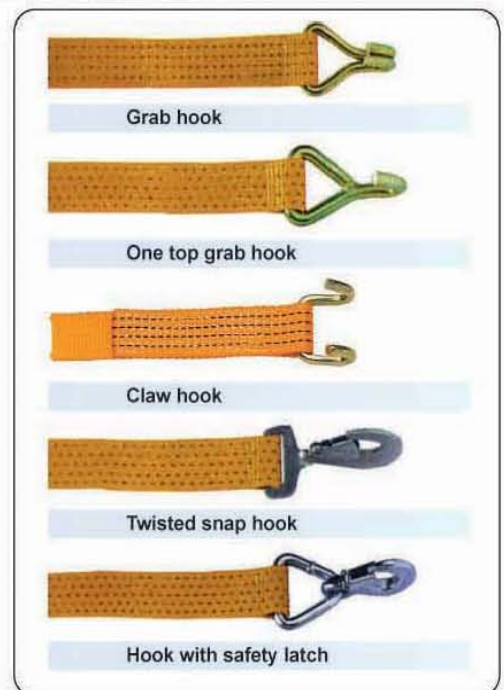 Grab hook
One top grab hook
Claw hook
Twisted snap hook
Hook with safety latch